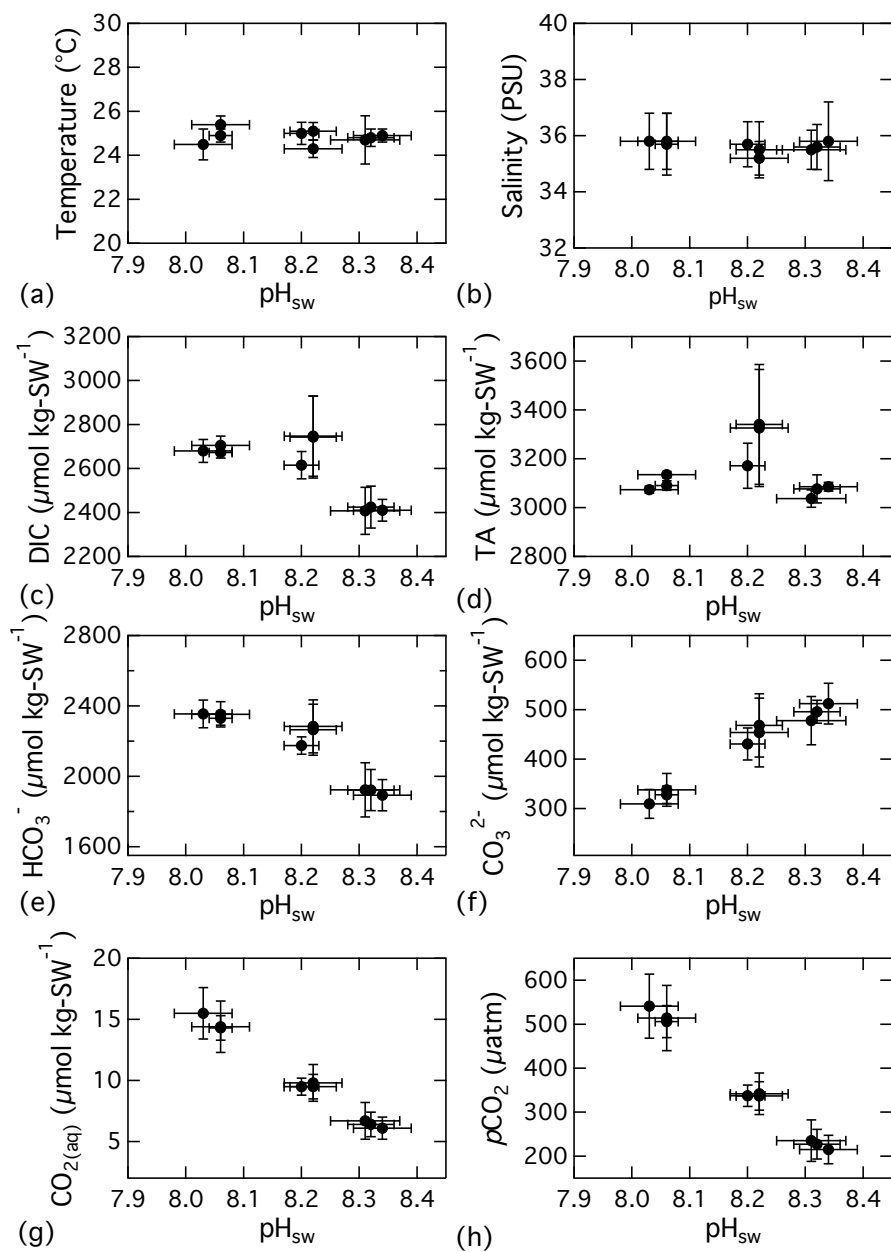 Temperature (°C)
30
28
26
24
22
20
7.9 8.0 8.1 8.2 8.3 8.4
pH_sw
(a)
Salinity (PSU)
40
38
36
34
32
7.9 8.0 8.1 8.2 8.3 8.4
pH_sw
(b)
DIC (µmol kg-SW⁻¹)
3200
3000
2800
2600
2400
2200
7.9 8.0 8.1 8.2 8.3 8.4
pH_sw
(c)
TA (µmol kg-SW⁻¹)
3600
3400
3200
3000
2800
7.9 8.0 8.1 8.2 8.3 8.4
pH_sw
(d)
HCO₃⁻ (µmol kg-SW⁻¹)
2800
2400
2000
1600
7.9 8.0 8.1 8.2 8.3 8.4
pH_sw
(e)
CO₃²⁻ (µmol kg-SW⁻¹)
600
500
400
300
7.9 8.0 8.1 8.2 8.3 8.4
pH_sw
(f)
CO₂₍aq₎ (µmol kg-SW⁻¹)
20
15
10
5
7.9 8.0 8.1 8.2 8.3 8.4
pH_sw
(g)
pCO₂ (µatm)
600
500
400
300
200
7.9 8.0 8.1 8.2 8.3 8.4
pH_sw
(h)